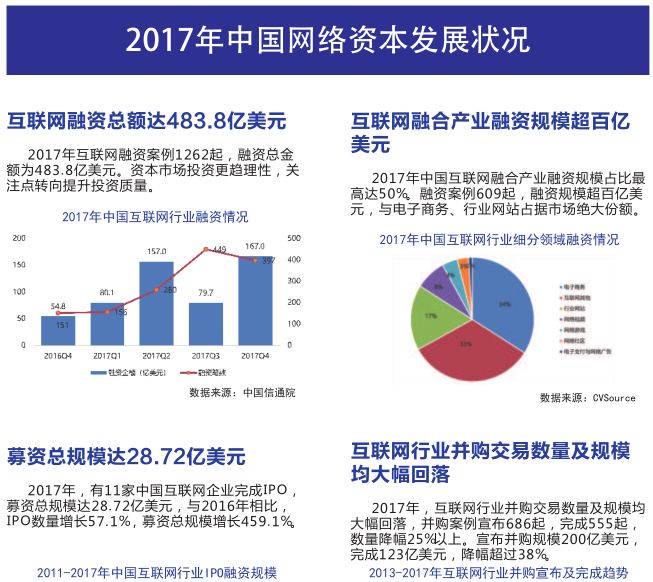 2017年中国网络资本发展状况
互联网融资总额达483.8亿美元
2017年互联网融资案例1262起，融资总金
额为483.8亿美元。资本市场投资更趋理性，关
注点转向提升投资质量。
2017年中国互联网行业融资情况
200
150
100
50
0
500
400
300
200
100
0
54.8
80.1
157.0
79.7
167.0
151
156
260
449
397
2016Q4 2017Q1 2017Q2 2017Q3 2017Q4
融资金额（亿美元） 融资笔数
数据来源：中国信通院
互联网融合产业融资规模超百亿
美元
2017年中国互联网融合产业融资规模占比最
高达50%。融资案例609起，融资规模超百亿美
元，与电子商务、行业网站占据市场绝大份额。
2017年中国互联网行业细分领域融资情况
34%
33%
17%
电子商务
互联网其他
行业网站
网络视频
网络游戏
网络社区
电子支付与网络广告
数据来源：CVSource
募资总规模达28.72亿美元
2017年，有11家中国互联网企业完成IPO，
募资总规模达28.72亿美元，与2016年相比，
IPO数量增长57.1%，募资总规模增长459.1%。
2011-2017年中国互联网行业IPO融资规模
互联网行业并购交易数量及规模
均大幅回落
2017年，互联网行业并购交易数量及规模均
大幅回落，并购案例宣布686起，完成555起，
数量降幅25%以上。宣布并购规模200亿美元，
完成123亿美元，降幅超过38%。
2013-2017年互联网行业并购宣布及完成趋势